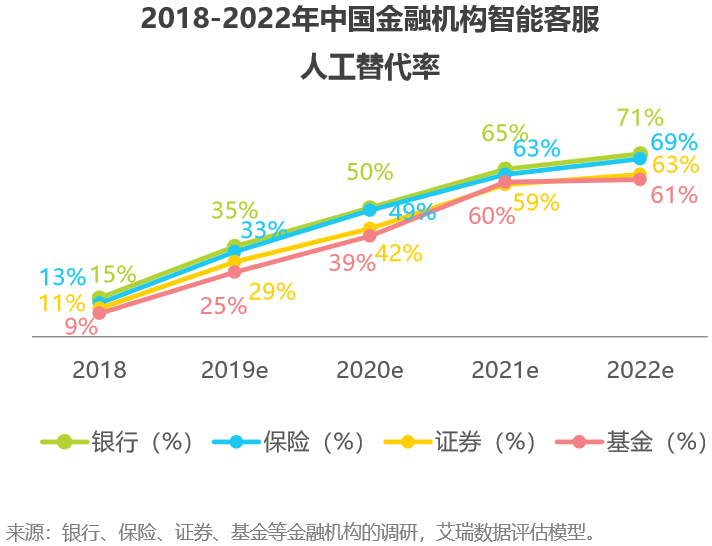 2018-2022年中国金融机构智能客服
人工替代率
71%
65%
63%
69%
63%
50%
61%
60%
59%
35%
49%
33%
42%
39%
13%
15%
29%
25%
11%
9%
2018
2019e
2020e
2021e
2022e
银行（%）
保险（%）
证券（%）
基金（%）
来源：银行、保险、证券、基金等金融机构的调研，艾瑞数据评估模型。